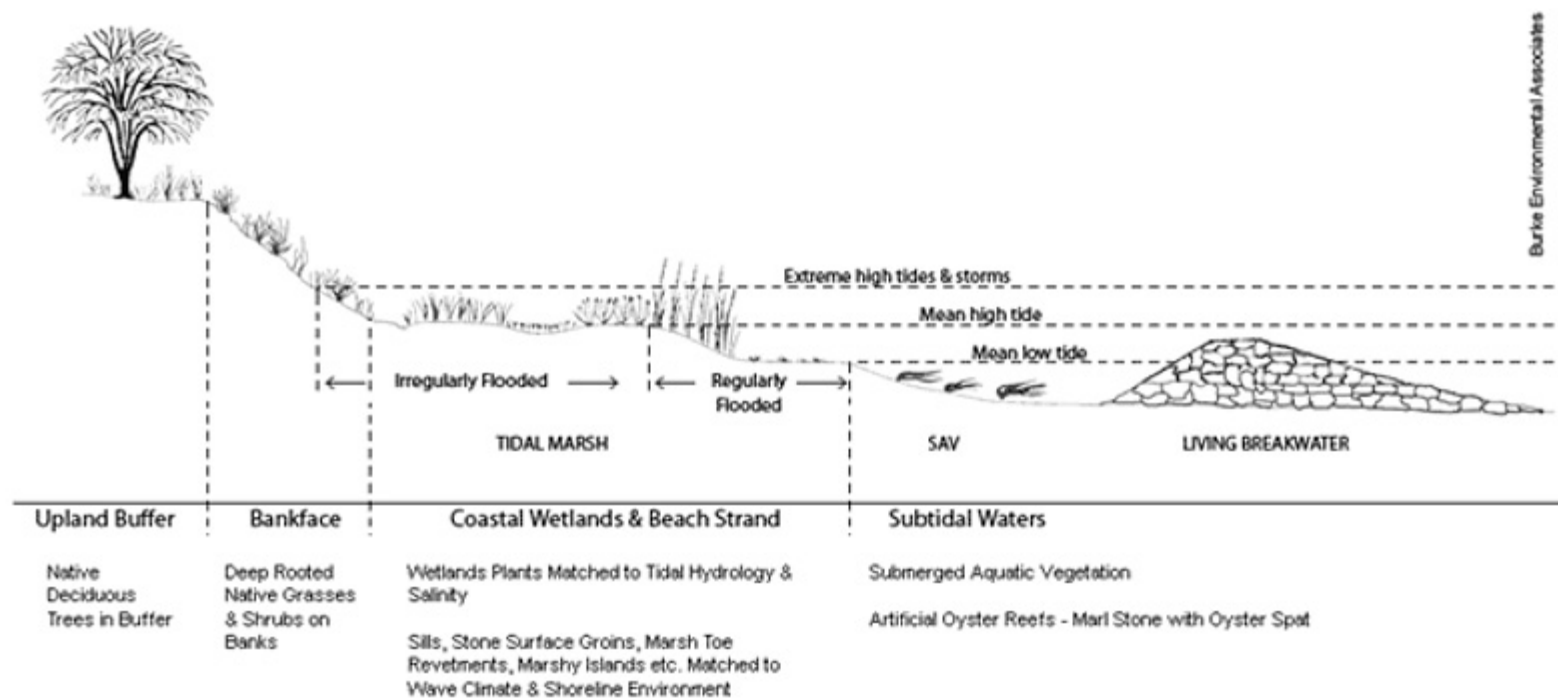 Burke Environmental Associates
Extreme high tides & storms
Mean high tide
Mean low tide
Irregularly Flooded
Regularly
Flooded
TIDAL MARSH
SAV
LIVING BREAKWATER
Upland Buffer
Bankface
Coastal Wetlands & Beach Strand
Subtidal Waters
Native
Deciduous
Trees in Buffer
Deep Rooted
Native Grasses
& Shrubs on
Banks
Wetlands Plants Matched to Tidal Hydrology &
Salinity
Sills, Stone Surface Groins, Marsh Toe
Revetments, Marshy Islands etc. Matched to
Wave Climate & Shoreline Environment
Submerged Aquatic Vegetation
Artificial Oyster Reefs - Marl Stone with Oyster Spat